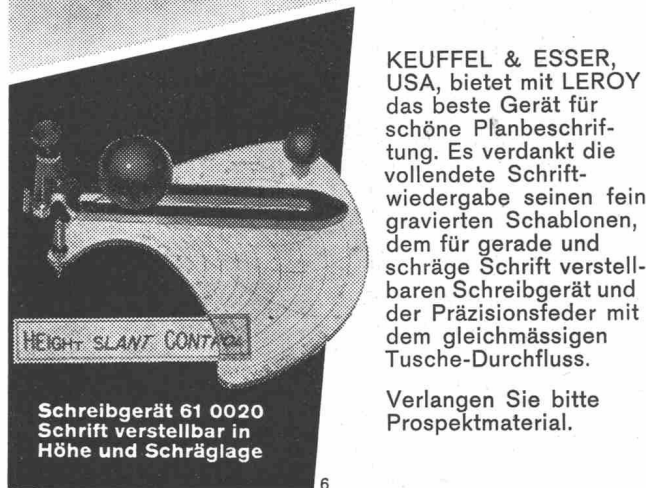 KEUFFEL & ESSER,
USA, bietet mit LEROY
das beste Gerät für
schöne Planbeschrif-
tung. Es verdankt die
vollendete Schrift-
wiedergabe seinen fein
gravierten Schablonen,
dem für gerade und
schräge Schrift verstell-
baren Schreibgerät und
der Präzisionsfeder mit
dem gleichmässigen
Tusche-Durchfluss.
Verlangen Sie bitte
Prospektmaterial.
HEIGHT SLANT CONTROL
Schreibgerät 61 0020
Schrift verstellbar in
Höhe und Schräglage
6